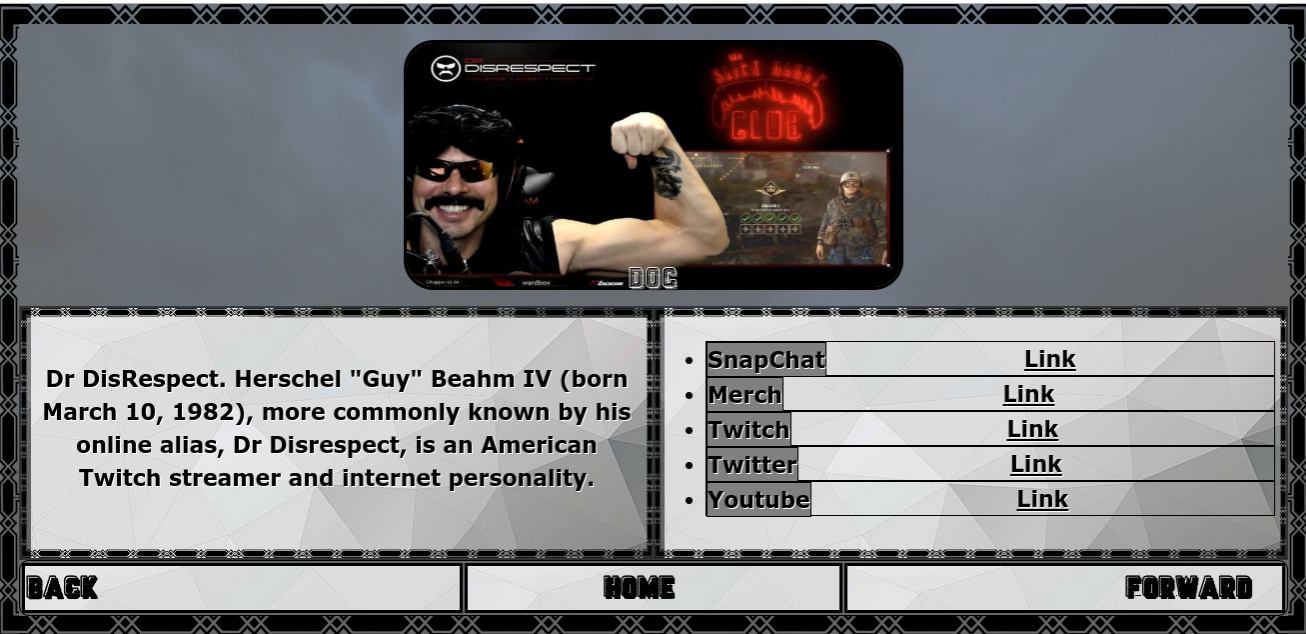 DR
DISRESPECT
CLUB
DOC
Dr DisRespect. Herschel "Guy" Beahm IV (born
March 10, 1982), more commonly known by his
online alias, Dr Disrespect, is an American
Twitch streamer and internet personality.
SnapChat Link
Merch Link
Twitch Link
Twitter Link
Youtube Link
BACK HOME FORWARD